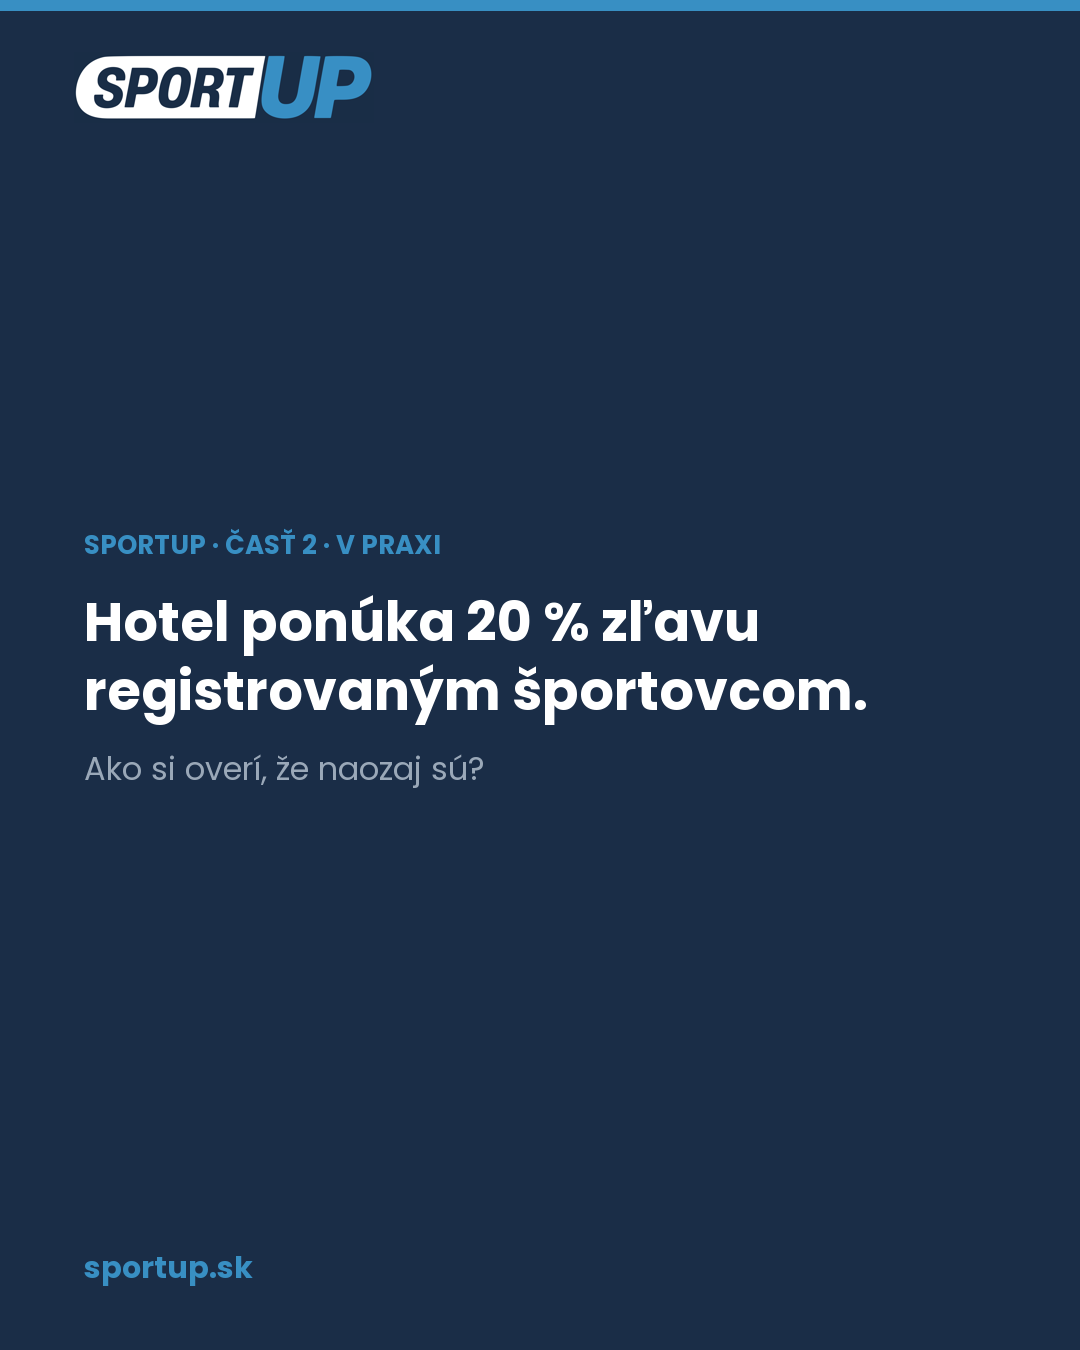 SPORTUP
SPORTUP · ČASŤ 2 · V PRAXI
Hotel ponúka 20 % zľavu
registrovaným športovcom.
Ako si overí, že naozaj sú?
sportup.sk